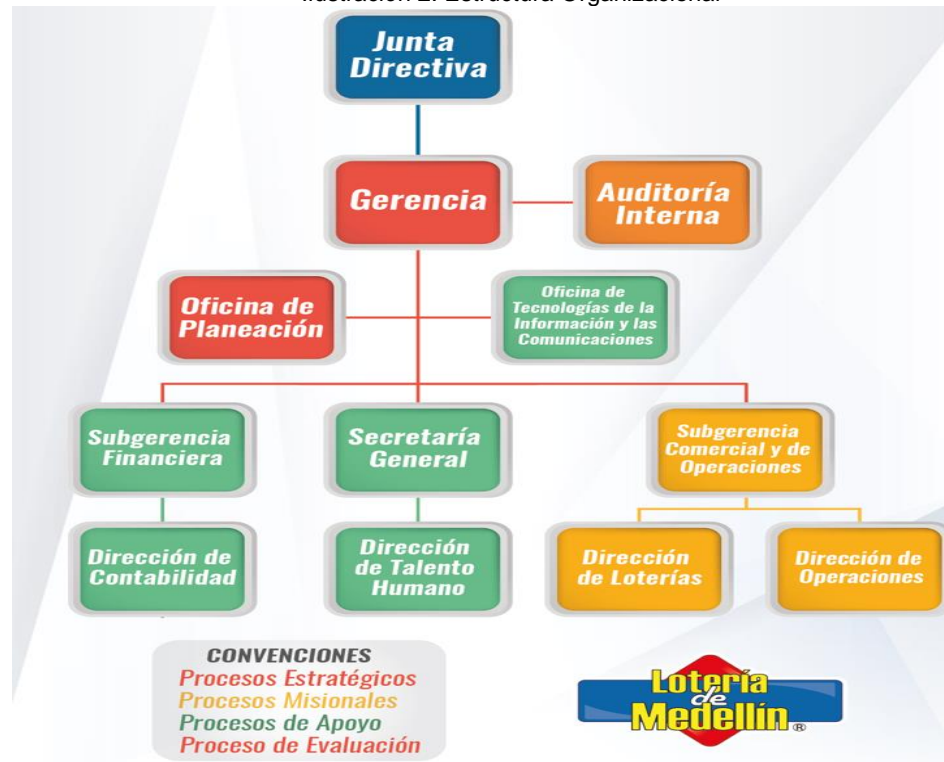 Ilustración 2. Estructura Organizacional
Junta
Directiva
Gerencia
Auditoría
Interna
Oficina de
Planeación
Oficina de
Tecnologías de la
Información y las
Comunicaciones
Subgerencia
Financiera
Secretaría
General
Subgerencia
Comercial y de
Operaciones
Dirección de
Contabilidad
Dirección
de Talento
Humano
Dirección
de Loterías
Dirección de
Operaciones
CONVENCIONES
Procesos Estratégicos
Procesos Misionales
Procesos de Apoyo
Proceso de Evaluación
Lotería
de
Medellín®